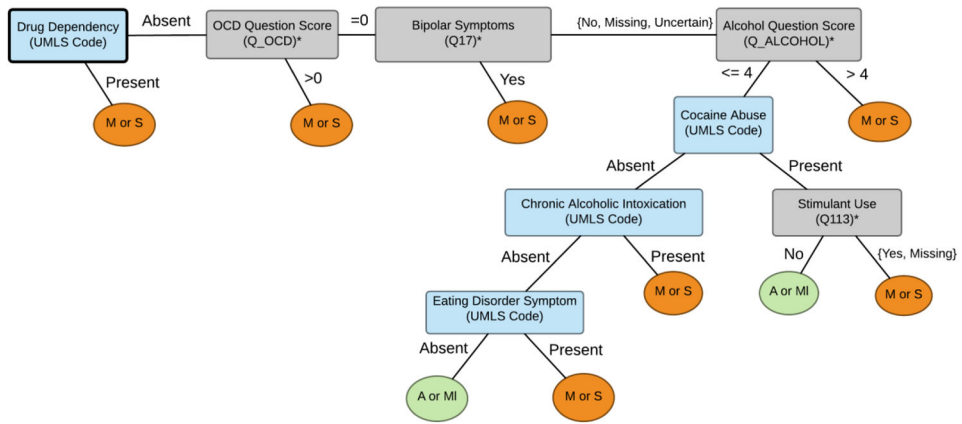 Drug Dependency
(UMLS Code)
Absent
OCD Question Score
(Q_OCD)*
=0
Bipolar Symptoms
(Q17)*
{No, Missing, Uncertain}
Alcohol Question Score
(Q_ALCOHOL)*
Present
>0
Yes
<= 4
> 4
M or S
M or S
M or S
M or S
Cocaine Abuse
(UMLS Code)
Absent
Present
Chronic Alcoholic Intoxication
(UMLS Code)
Stimulant Use
(Q113)*
Absent
Present
No
{Yes, Missing}
M or S
A or MI
M or S
Eating Disorder Symptom
(UMLS Code)
Absent
Present
A or MI
M or S